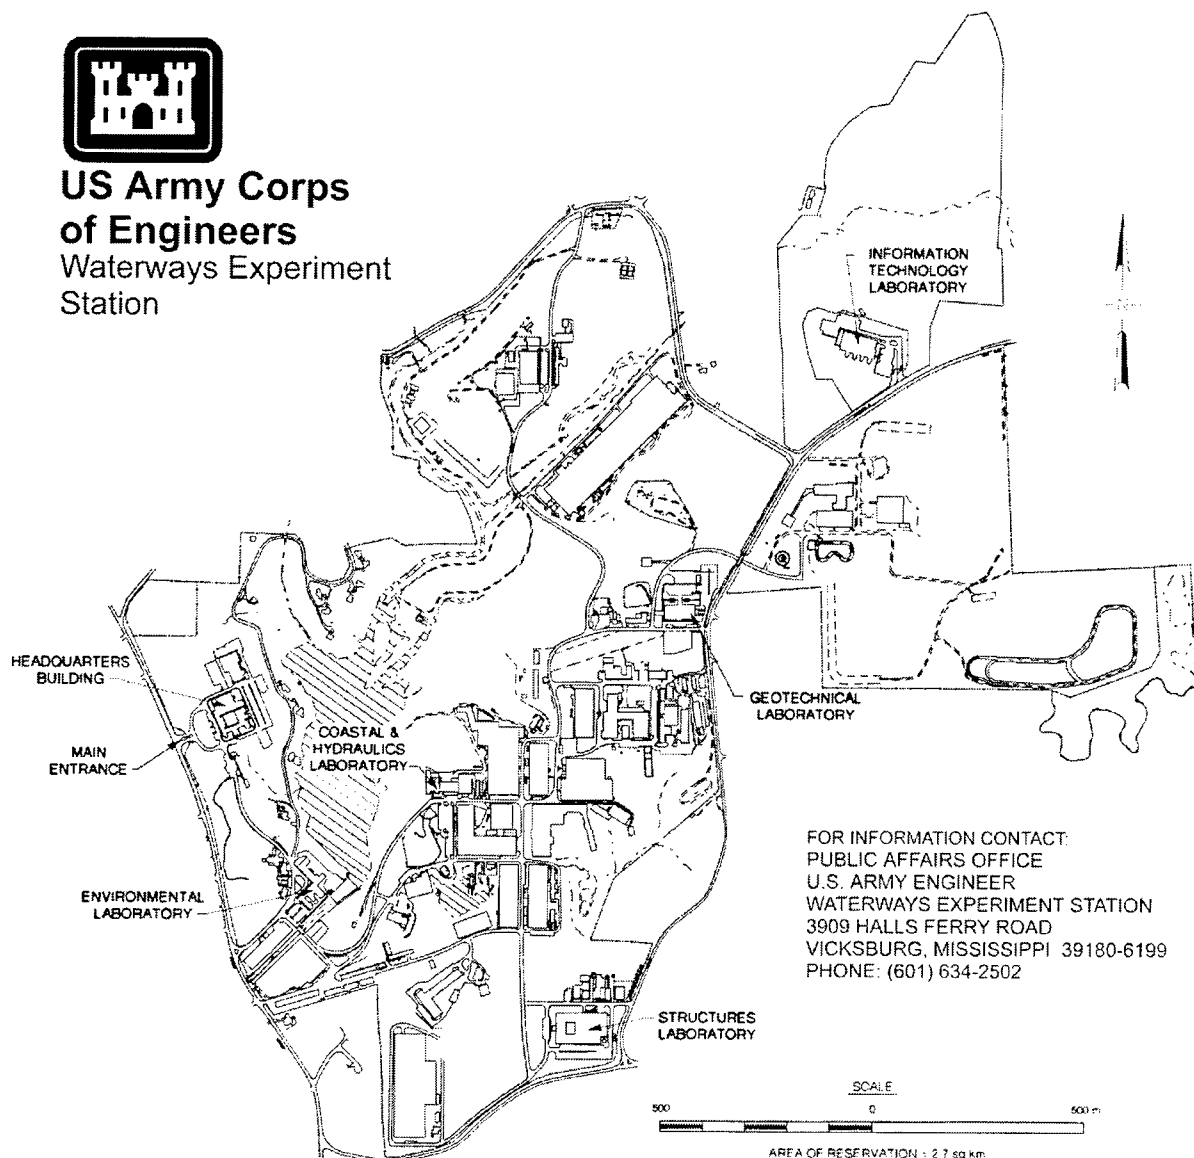 US Army Corps
of Engineers
Waterways Experiment
Station
INFORMATION
TECHNOLOGY
LABORATORY
N
HEADQUARTERS
BUILDING
MAIN
ENTRANCE
COASTAL &
HYDRAULICS
LABORATORY
GEOTECHNICAL
LABORATORY
ENVIRONMENTAL
LABORATORY
STRUCTURES
LABORATORY
FOR INFORMATION CONTACT:
PUBLIC AFFAIRS OFFICE
U.S. ARMY ENGINEER
WATERWAYS EXPERIMENT STATION
3909 HALLS FERRY ROAD
VICKSBURG, MISSISSIPPI 39180-6199
PHONE: (601) 634-2502
SCALE
500 0 500 m
AREA OF RESERVATION : 2.7 sq km